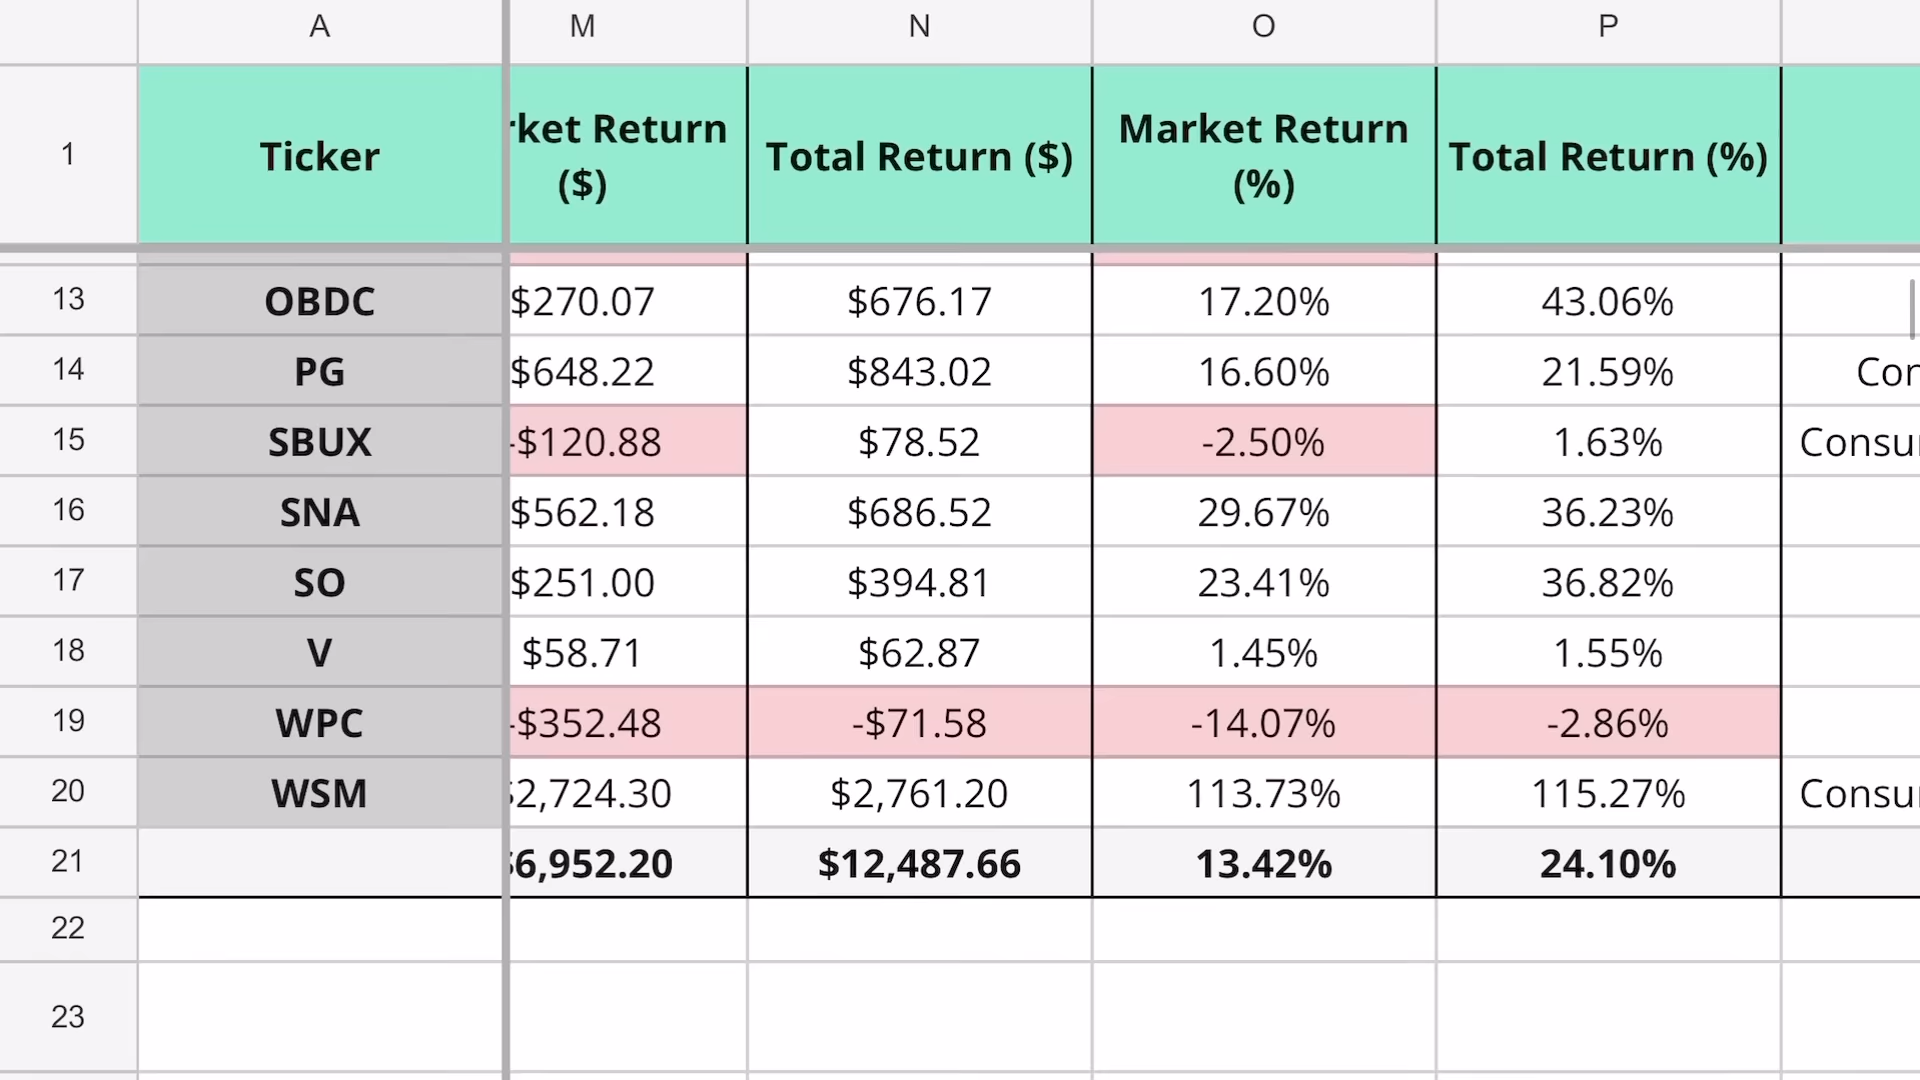 A M N O P
1 Ticker rket Return ($) Total Return ($) Market Return (%) Total Return (%)
13 OBDC $270.07 $676.17 17.20% 43.06%
14 PG $648.22 $843.02 16.60% 21.59% Con
15 SBUX -$120.88 $78.52 -2.50% 1.63% Consu
16 SNA $562.18 $686.52 29.67% 36.23%
17 SO $251.00 $394.81 23.41% 36.82%
18 V $58.71 $62.87 1.45% 1.55%
19 WPC -$352.48 -$71.58 -14.07% -2.86%
20 WSM $2,724.30 $2,761.20 113.73% 115.27% Consu
21 $6,952.20 $12,487.66 13.42% 24.10%
22
23